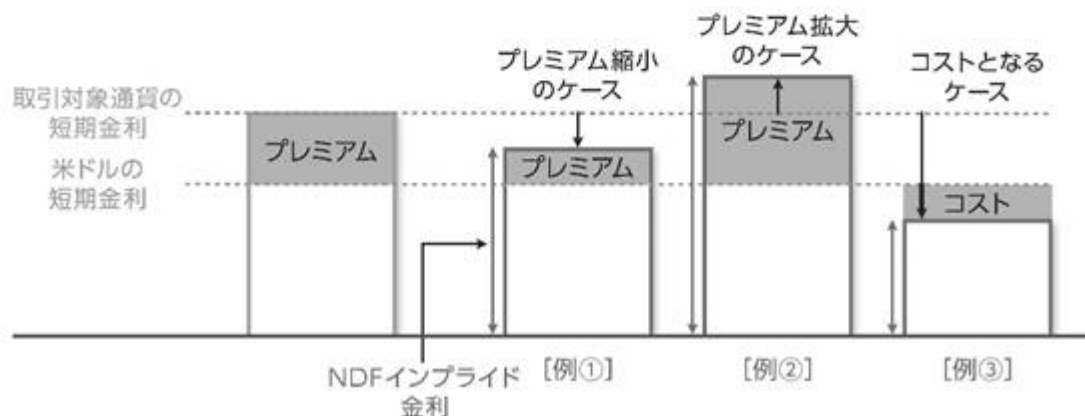 プレミアム縮小
のケース
プレミアム拡大
のケース
コストとなる
ケース
取引対象通貨の
短期金利
米ドルの
短期金利
プレミアム
プレミアム
プレミアム
コスト
NDFインプライド
金利
[例①]
[例②]
[例③]